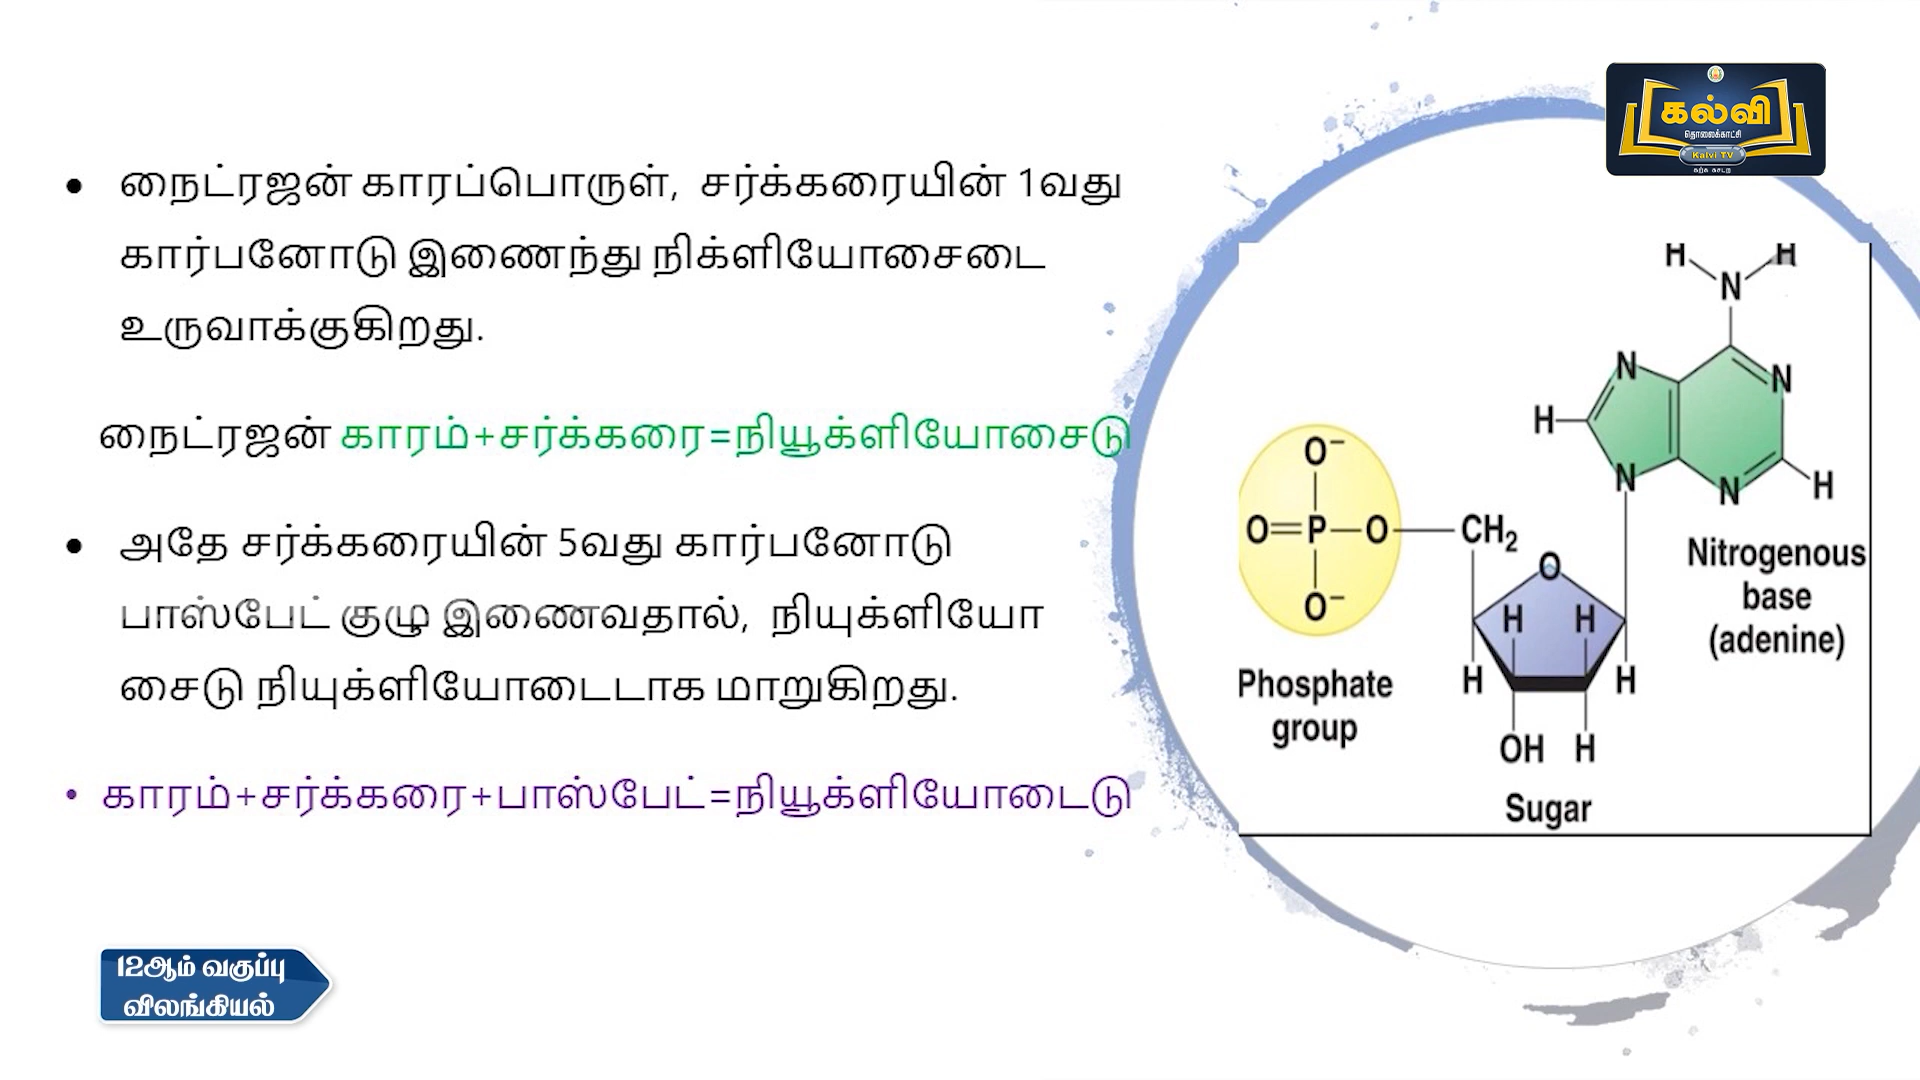 கல்வி
தொலைக்காட்சி
Kalvi TV
நைட்ரஜன் காரப்பொருள், சர்க்கரையின் 1வது
கார்பனோடு இணைந்து நிக்ளியோசைடை
உருவாக்குகிறது.
நைட்ரஜன் காரம்+சர்க்கரை=நியூக்ளியோசைடு
அதே சர்க்கரையின் 5வது கார்பனோடு
பாஸ்பேட் குழு இணைவதால், நியுக்ளியோ
சைடு நியுக்ளியோடைடாக மாறுகிறது.
காரம்+சர்க்கரை+பாஸ்பேட்=நியூக்ளியோடைடு
H H
N
N N
H
N N H
O⁻
O=P—O—CH₂
O⁻
O
H H
H H
OH H
Nitrogenous
base
(adenine)
Phosphate
group
Sugar
12ஆம் வகுப்பு
விலங்கியல்